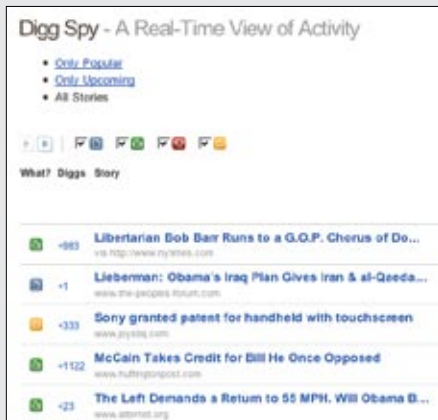 Digg Spy - A Real-Time View of Activity
Only Popular
Only Upcoming
All Stories
What? Diggs Story
+983 Libertarian Bob Barr Runs to a G.O.P. Chorus of Do...
via http://www.nytimes.com
+1 Lieberman: Obama's Iraq Plan Gives Iran & al-Qaeda...
www.the-peoples-forum.com
+333 Sony granted patent for handheld with touchscreen
www.joystiq.com
+1122 McCain Takes Credit for Bill He Once Opposed
www.huffingtonpost.com
+23 The Left Demands a Return to 55 MPH. Will Obama B...
www.alternet.org